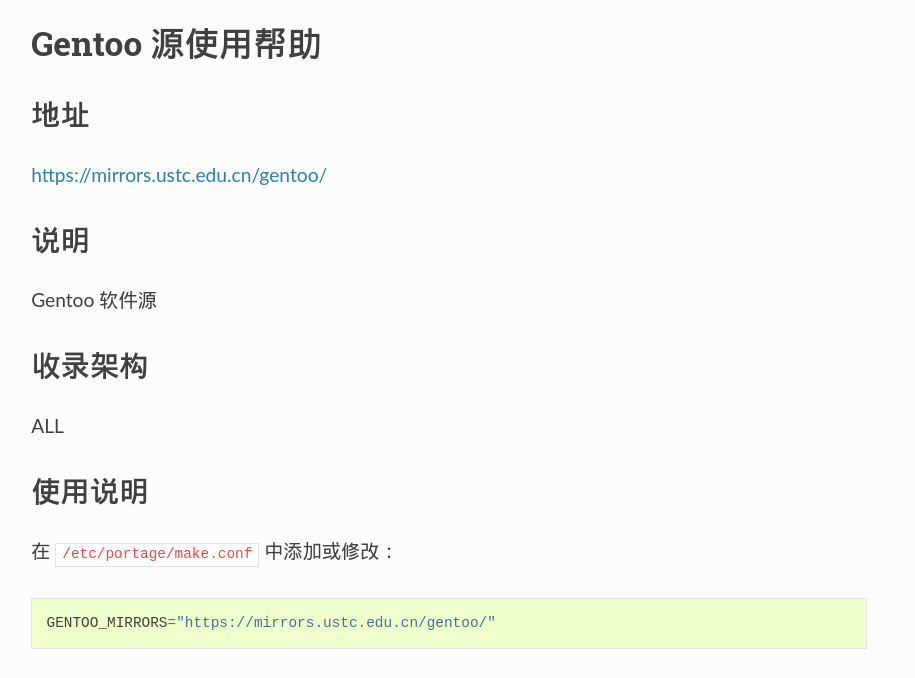 Gentoo 源使用帮助
地址
https://mirrors.ustc.edu.cn/gentoo/
说明
Gentoo 软件源
收录架构
ALL
使用说明
在 /etc/portage/make.conf 中添加或修改：
GENTOO_MIRRORS="https://mirrors.ustc.edu.cn/gentoo/"